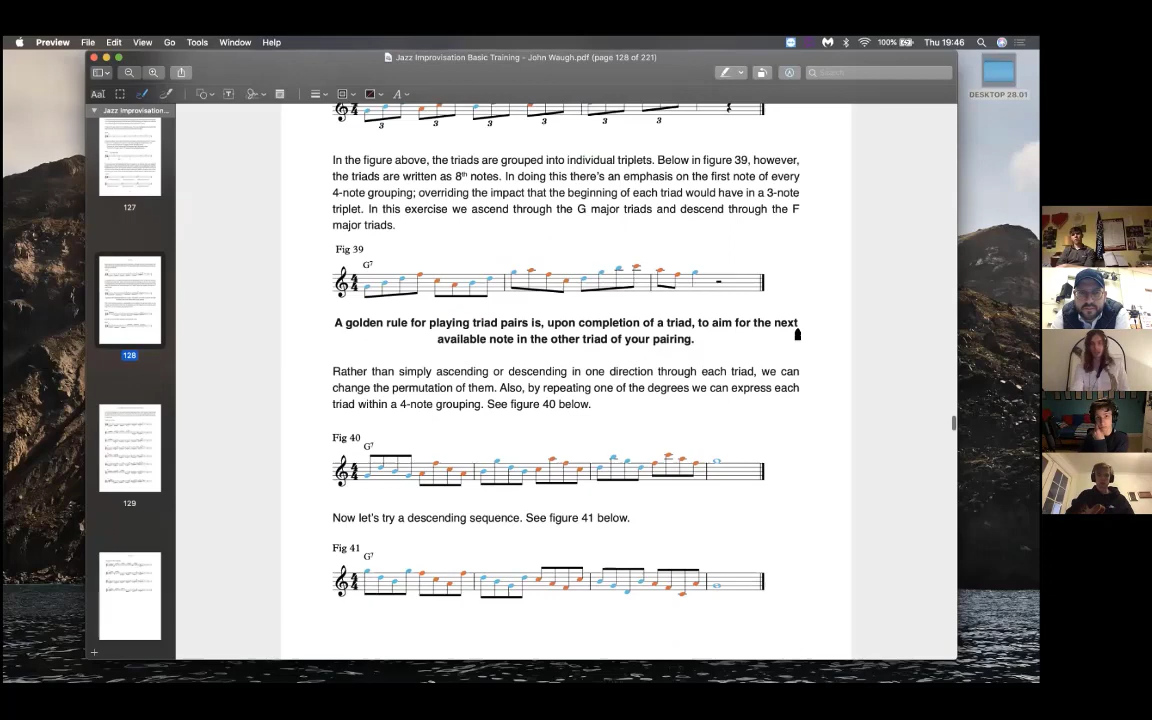 Preview File Edit View Go Tools Window Help
100% Thu 19:46
Jazz Improvisation Basic Training - John Waugh.pdf (page 128 of 221)
Search
AaI T A
Jazz Improvisation...
DESKTOP 28.01
127
128
129
3 3 3 3 3 3
In the figure above, the triads are grouped into individual triplets. Below in figure 39, however,
the triads are written as 8th notes. In doing this there's an emphasis on the first note of every
4-note grouping; overriding the impact that the beginning of each triad would have in a 3-note
triplet. In this exercise we ascend through the G major triads and descend through the F
major triads.
Fig 39
G7
A golden rule for playing triad pairs is, upon completion of a triad, to aim for the next
available note in the other triad of your pairing.
Rather than simply ascending or descending in one direction through each triad, we can
change the permutation of them. Also, by repeating one of the degrees we can express each
triad within a 4-note grouping. See figure 40 below.
Fig 40
G7
Now let's try a descending sequence. See figure 41 below.
Fig 41
G7